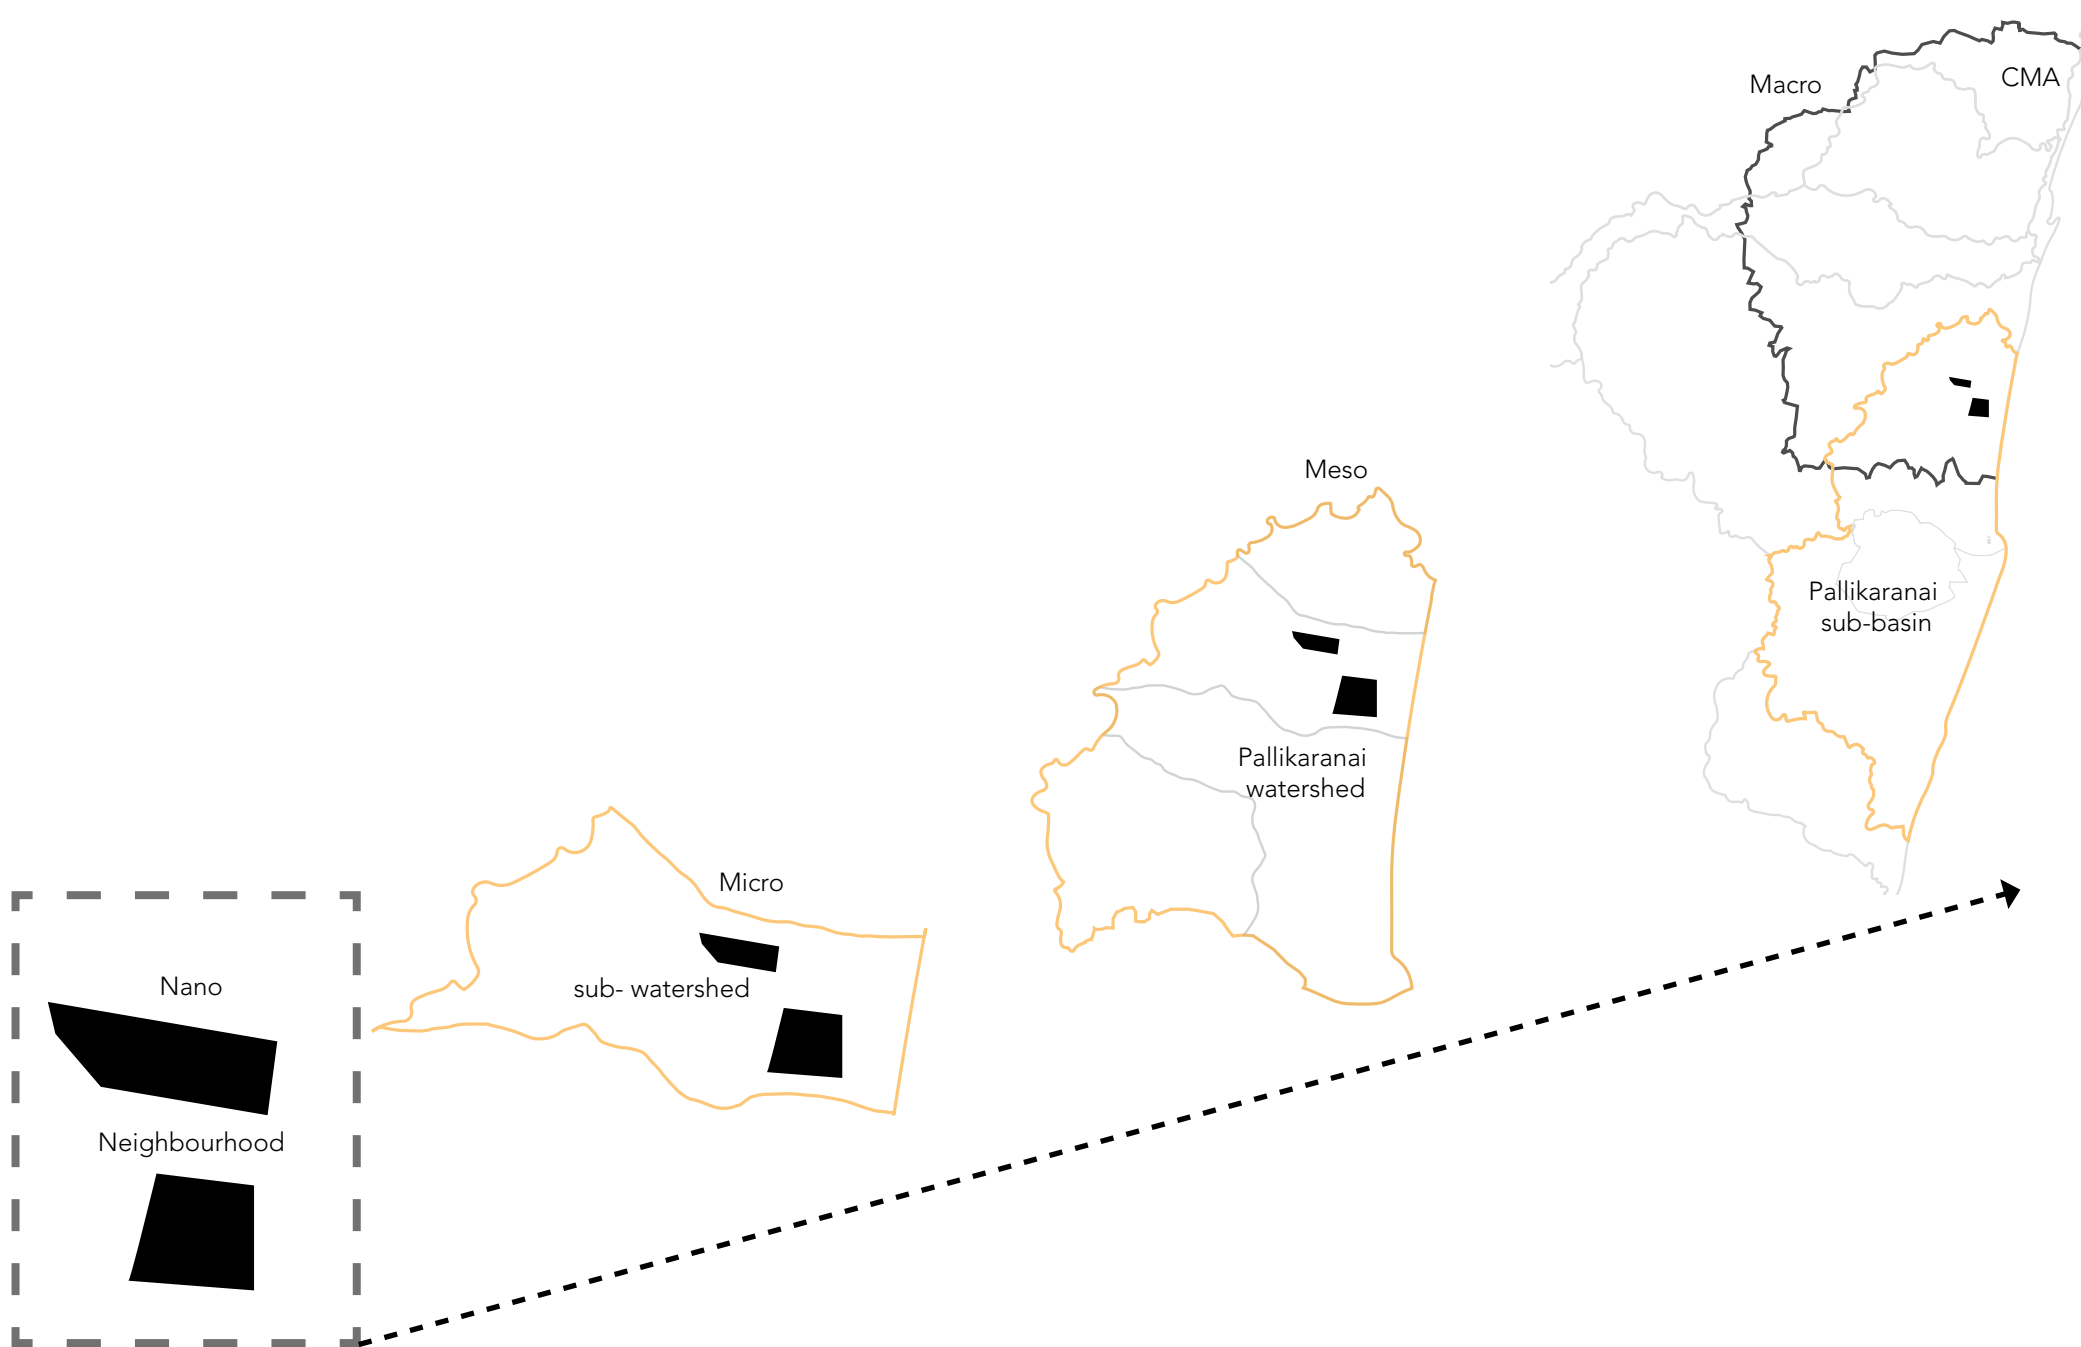 Macro
CMA
Meso
Pallikaranai
sub-basin
Pallikaranai
watershed
Micro
sub- watershed
Nano
Neighbourhood